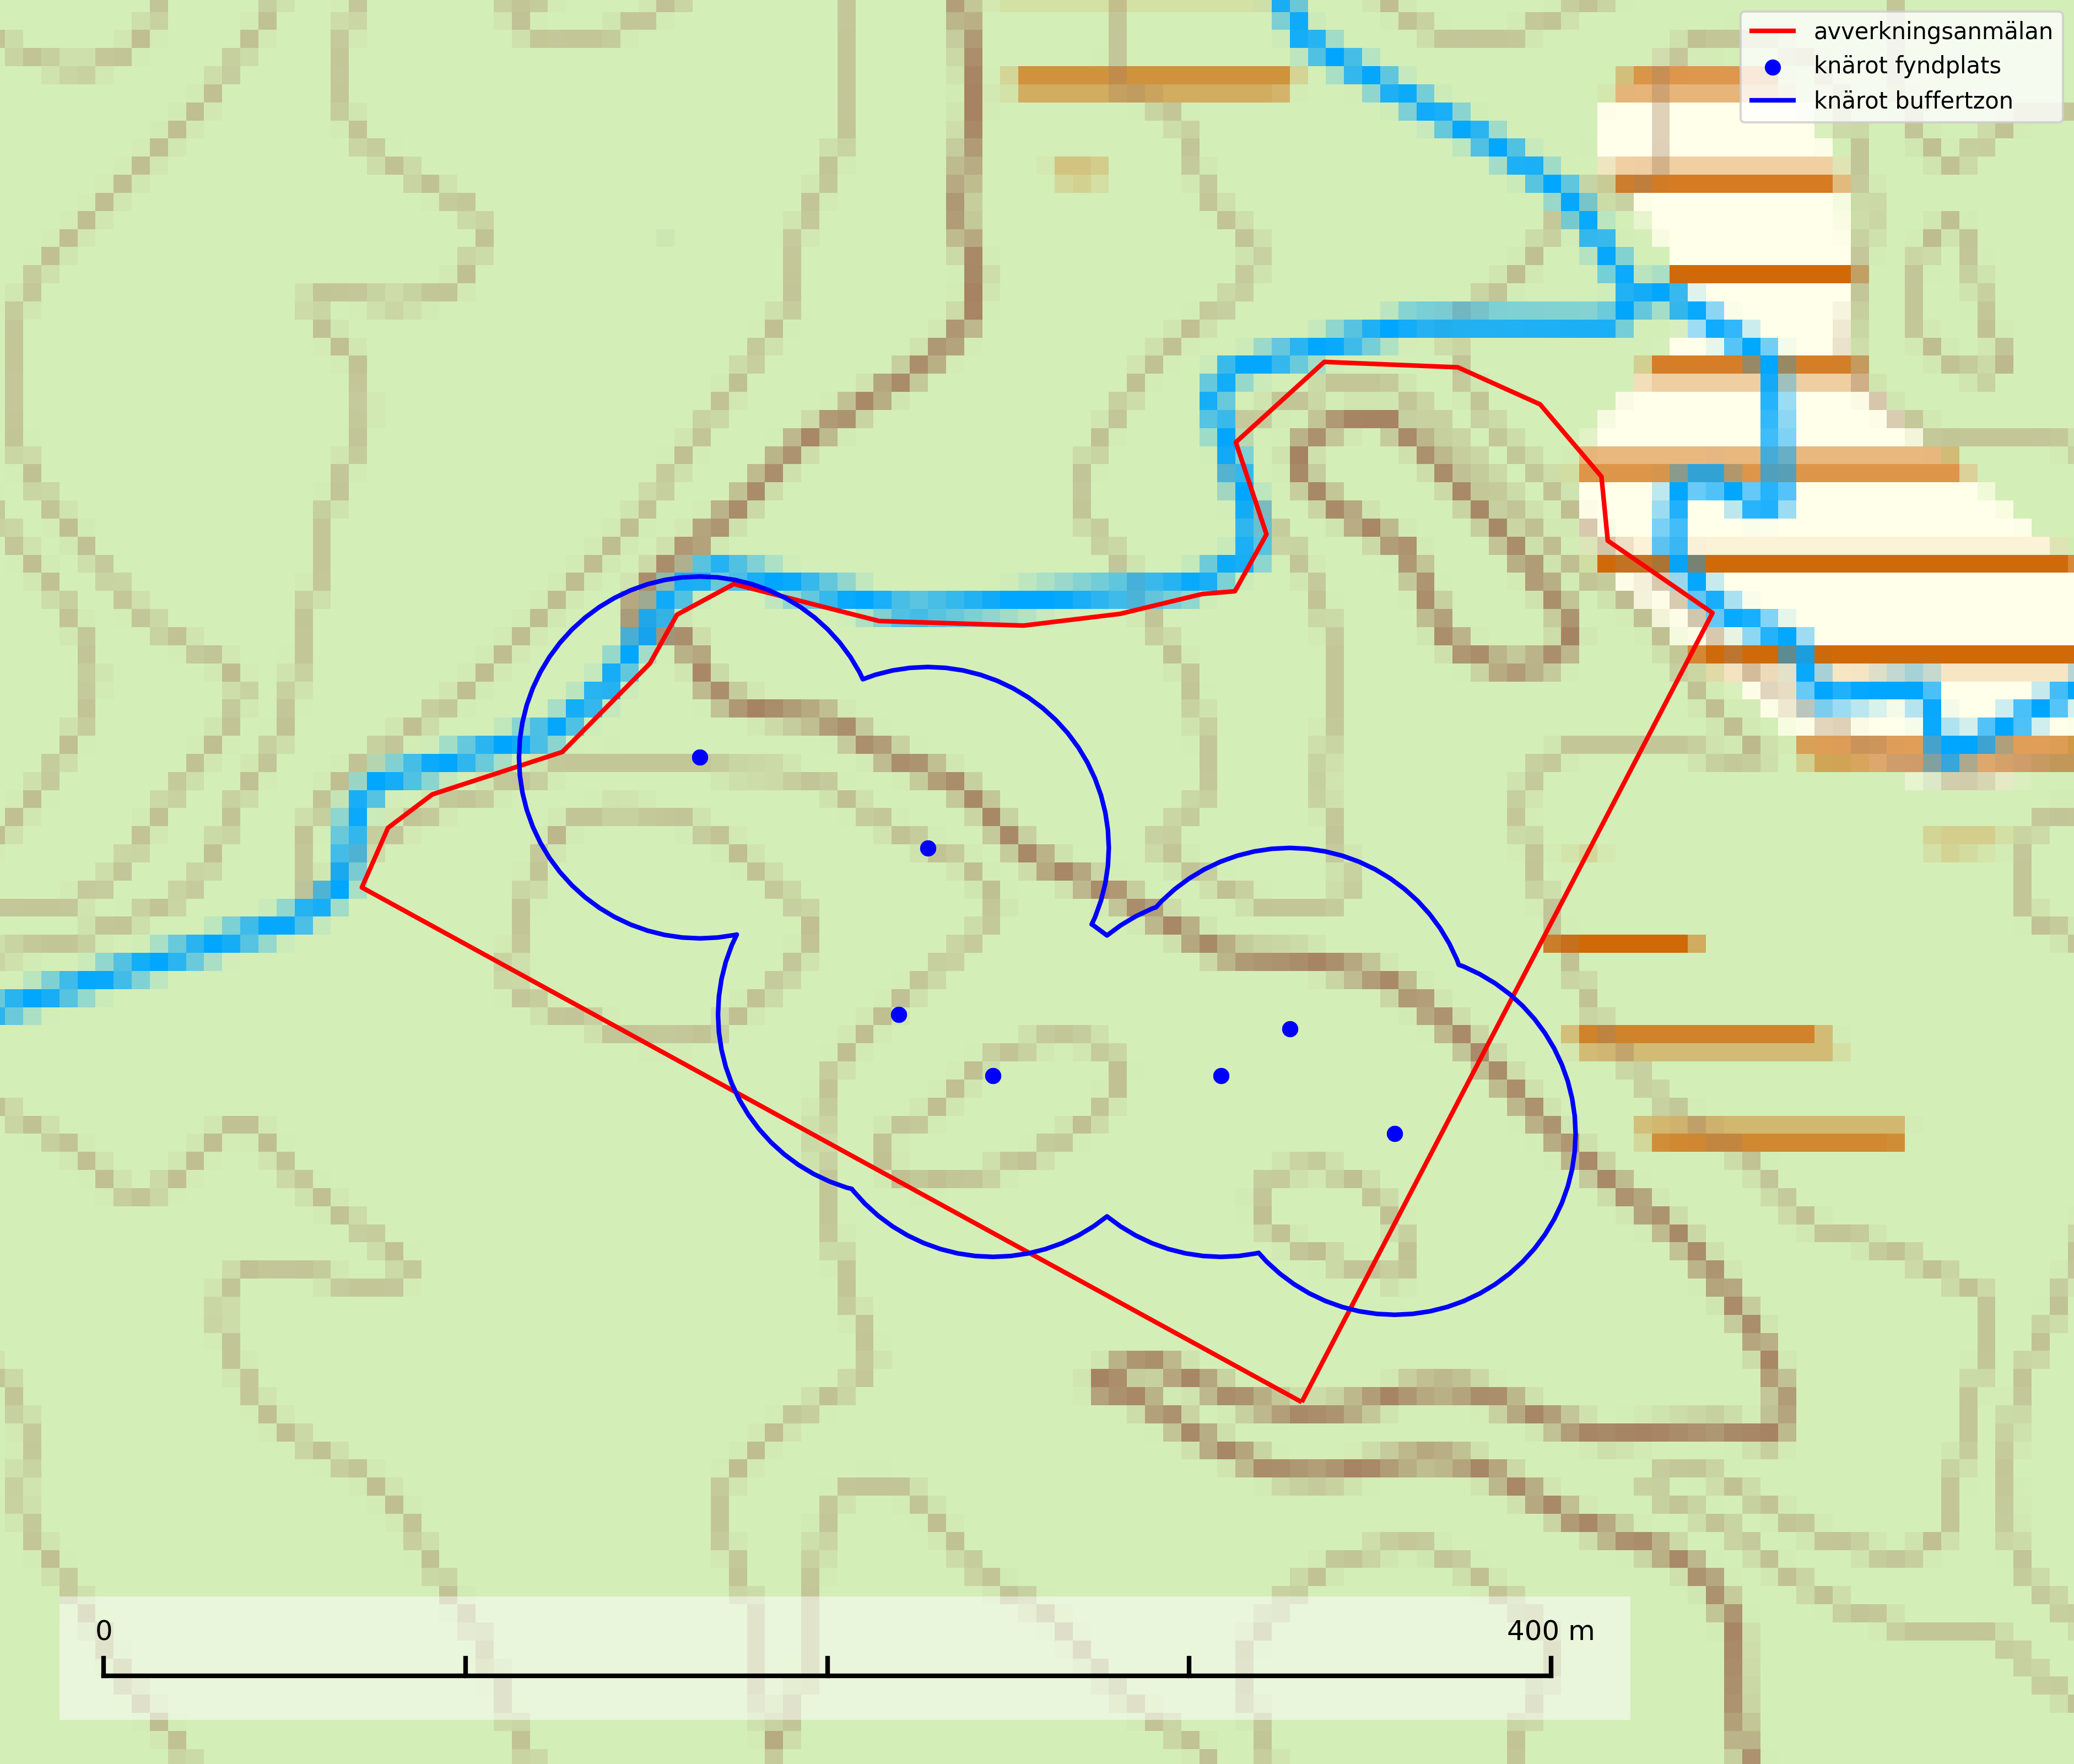 avverkningsanmälan
knärot fyndplats
knärot buffertzon
0 400 m